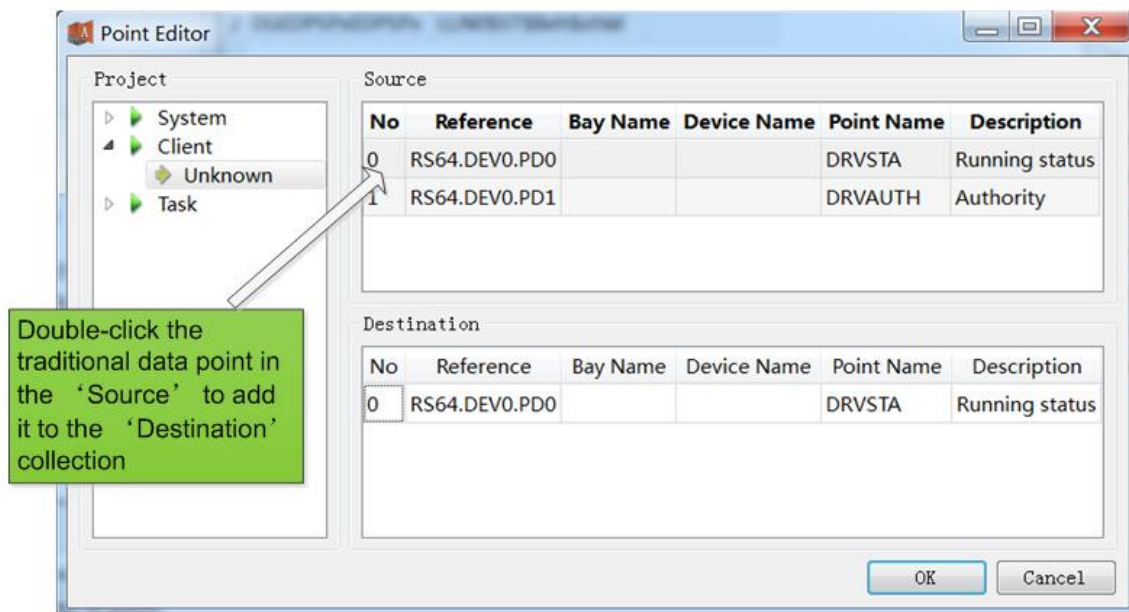 Point Editor
Project
System
Client
Unknown
Task
Source
No Reference Bay Name Device Name Point Name Description
0 RS64.DEV0.PD0 DRVSTA Running status
1 RS64.DEV0.PD1 DRVAUTH Authority
Double-click the
traditional data point in
the ‘Source’ to add
it to the ‘Destination’
collection
Destination
No Reference Bay Name Device Name Point Name Description
0 RS64.DEV0.PD0 DRVSTA Running status
OK Cancel